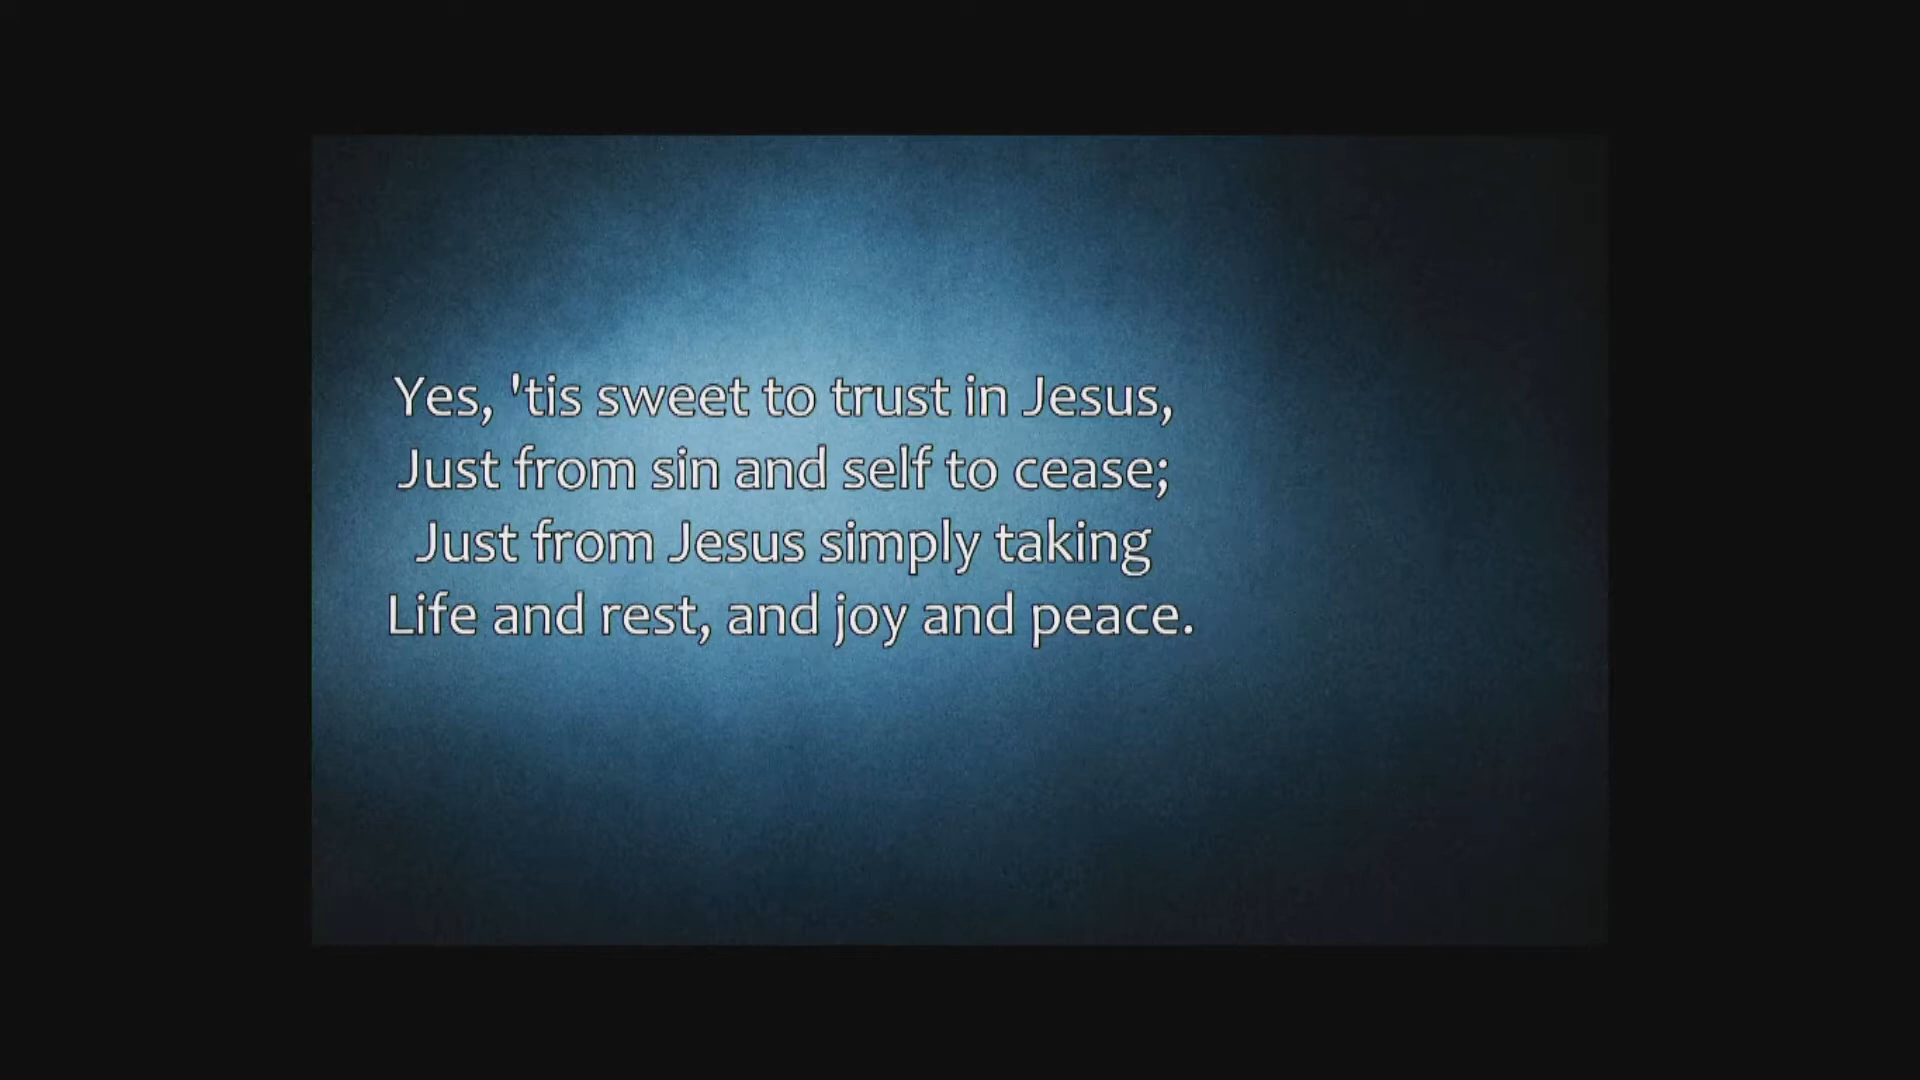 Yes, 'tis sweet to trust in Jesus,
Just from sin and self to cease;
Just from Jesus simply taking
Life and rest, and joy and peace.